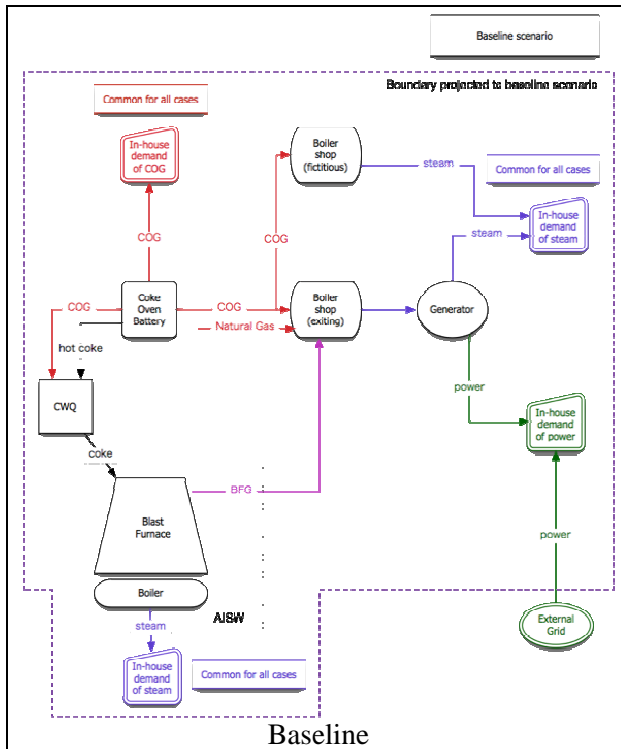 Baseline scenario
Boundary projected to baseline scenario
Common for all cases
In-house
demand
of COG
Boiler
shop
(fictitious)
steam
Common for all cases
In-house
demand
of steam
steam
COG
COG
COG
Coke
Oven
Battery
COG
Natural Gas
Boiler
shop
(exiting)
Generator
hot coke
CWQ
power
In-house
demand
of power
coke
BFG
Blast
Furnace
power
Boiler
steam
AISW
External
Grid
In-house
demand
of steam
Common for all cases
Baseline